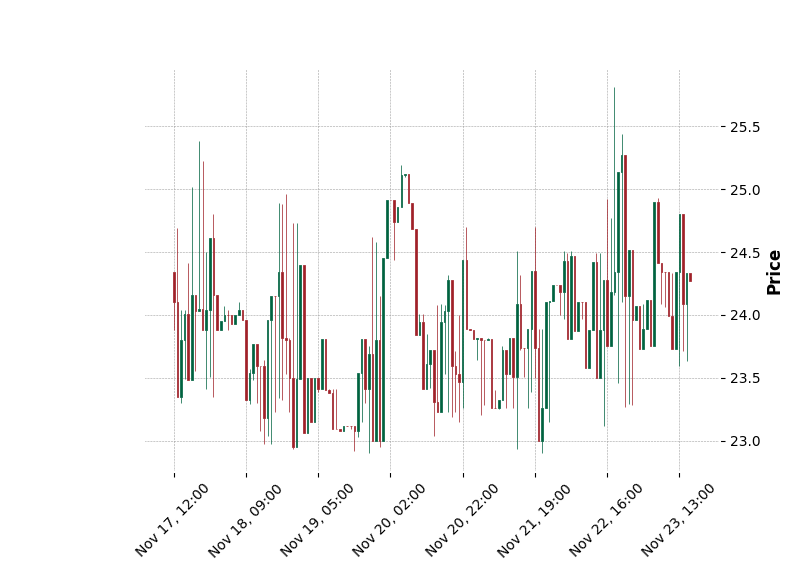 25.5
25.0
24.5
24.0
23.5
23.0
Price
Nov 17, 12:00
Nov 18, 09:00
Nov 19, 05:00
Nov 20, 02:00
Nov 20, 22:00
Nov 21, 19:00
Nov 22, 16:00
Nov 23, 13:00